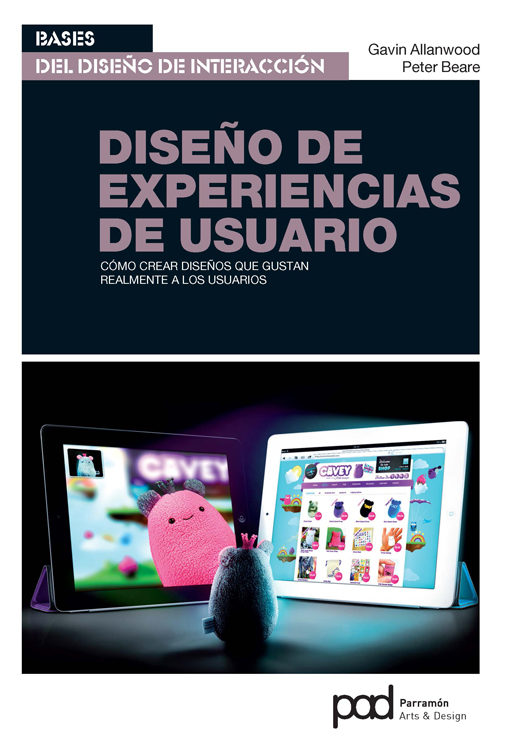 BASES
DEL DISEÑO DE INTERACCIÓN
Gavin Allanwood
Peter Beare
DISEÑO DE
EXPERIENCIAS
DE USUARIO
CÓMO CREAR DISEÑOS QUE GUSTAN
REALMENTE A LOS USUARIOS
CAVEY
CAVEY
SHOP
pad
Parramón
Arts & Design